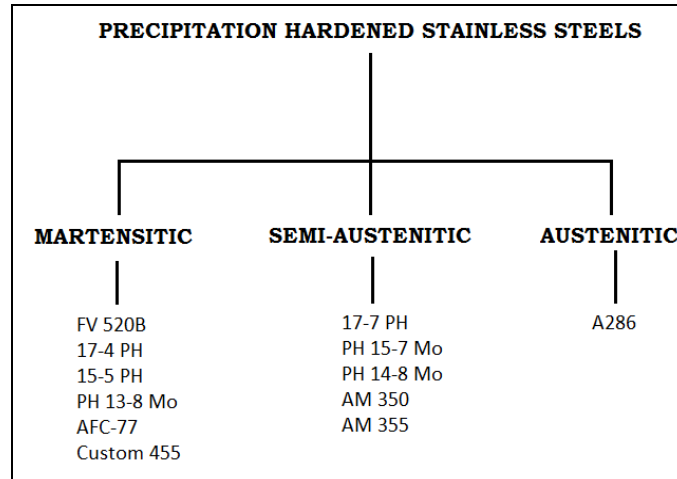 PRECIPITATION HARDENED STAINLESS STEELS
MARTENSITIC
SEMI-AUSTENITIC
AUSTENITIC
FV 520B
17-4 PH
15-5 PH
PH 13-8 Mo
AFC-77
Custom 455
17-7 PH
PH 15-7 Mo
PH 14-8 Mo
AM 350
AM 355
A286